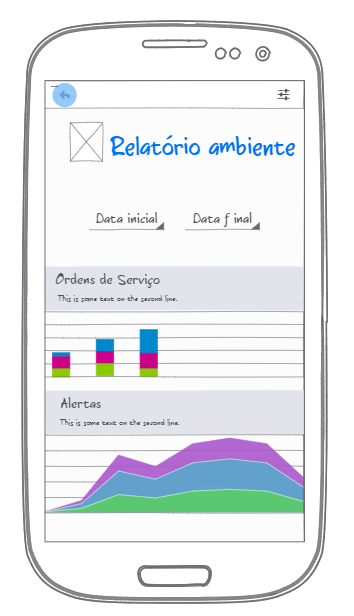 Relatório ambiente
Data inicial
Data final
Ordens de Serviço
This is some text on the second line.
Alertas
This is some text on the second line.